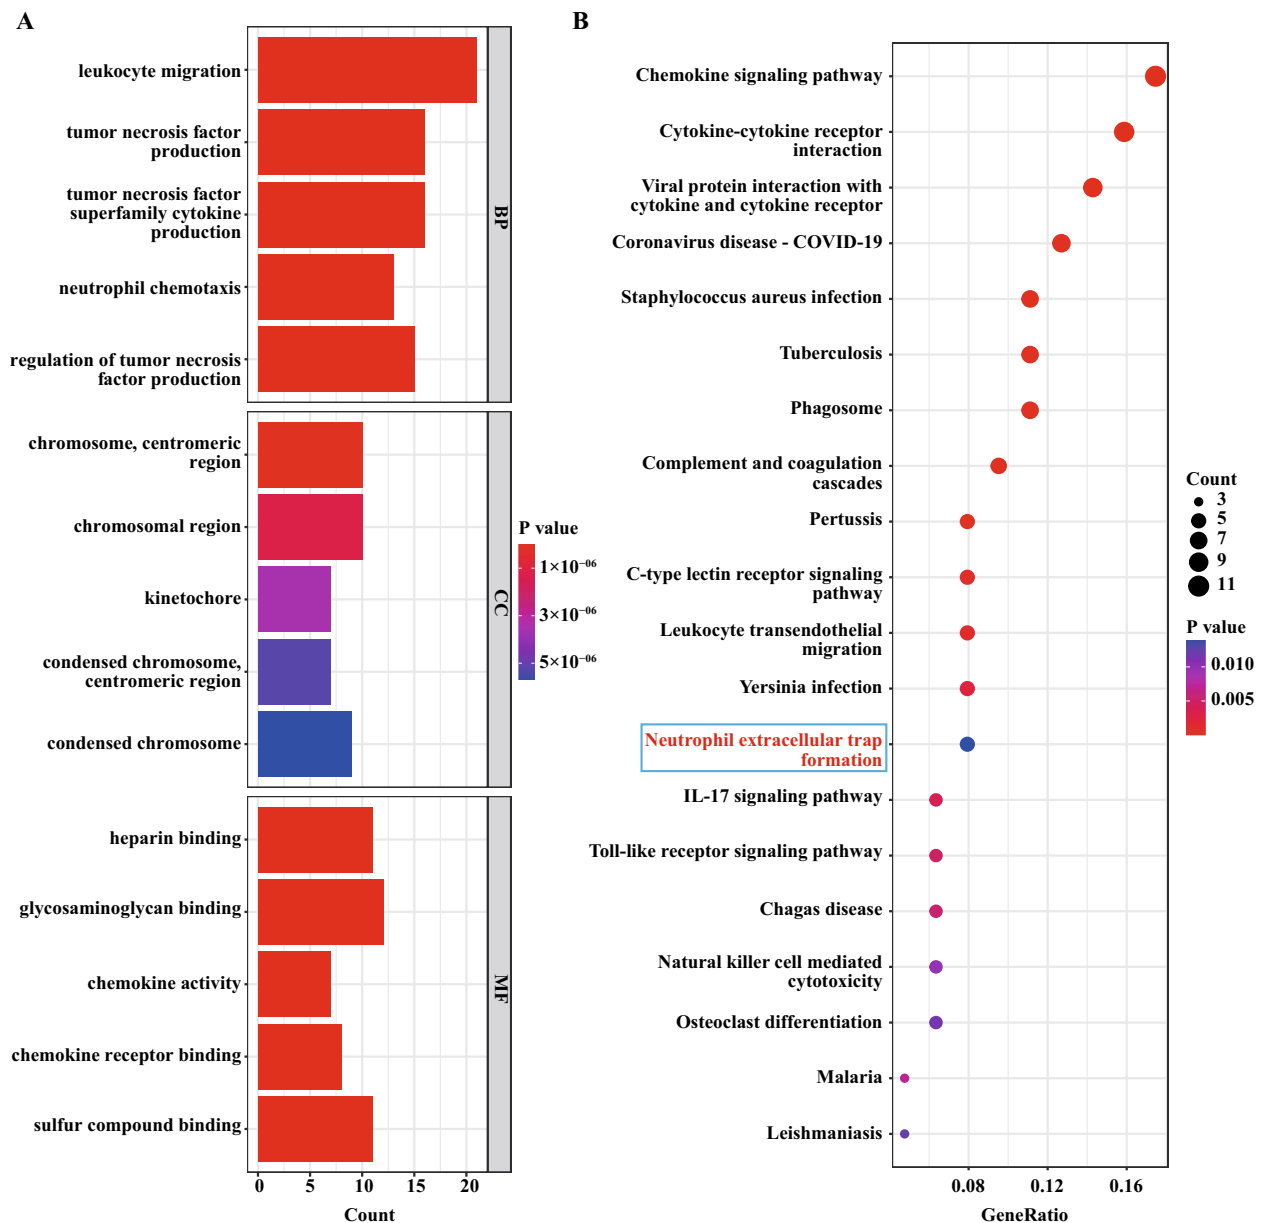 A
leukocyte migration
tumor necrosis factor
production
tumor necrosis factor
superfamily cytokine
production
neutrophil chemotaxis
regulation of tumor necrosis
factor production
BP
chromosome, centromeric
region
chromosomal region
kinetochore
condensed chromosome,
centromeric region
condensed chromosome
CC
heparin binding
glycosaminoglycan binding
chemokine activity
chemokine receptor binding
sulfur compound binding
MF
0 5 10 15 20
Count
P value
1×10⁻⁰⁶
3×10⁻⁰⁶
5×10⁻⁰⁶
B
Chemokine signaling pathway
Cytokine-cytokine receptor
interaction
Viral protein interaction with
cytokine and cytokine receptor
Coronavirus disease - COVID-19
Staphylococcus aureus infection
Tuberculosis
Phagosome
Complement and coagulation
cascades
Pertussis
C-type lectin receptor signaling
pathway
Leukocyte transendothelial
migration
Yersinia infection
Neutrophil extracellular trap
formation
IL-17 signaling pathway
Toll-like receptor signaling pathway
Chagas disease
Natural killer cell mediated
cytotoxicity
Osteoclast differentiation
Malaria
Leishmaniasis
0.08 0.12 0.16
GeneRatio
Count
3
5
7
9
11
P value
0.010
0.005